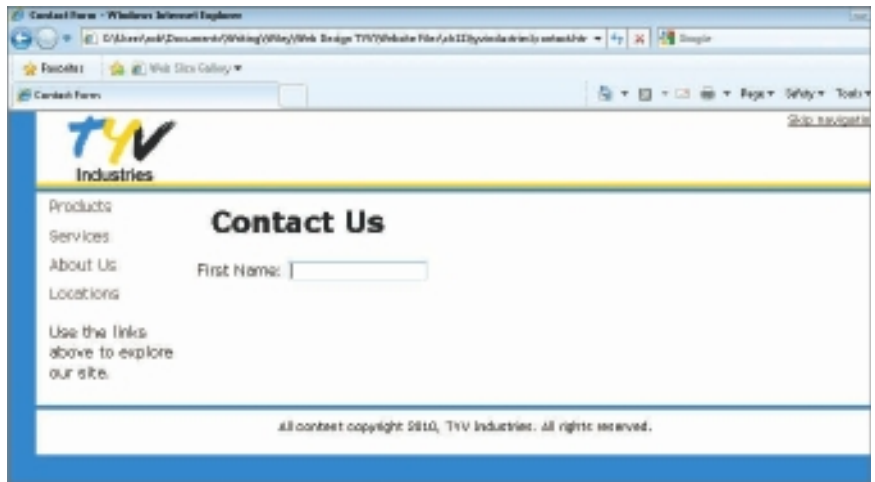 Contact Form - Windows Internet Explorer
Google
Favorites Web Slice Gallery
Contact Form
Page Safety Tools
Skip navigatio
TYV
Industries
Products
Services
About Us
Locations
Contact Us
First Name:
Use the links
above to explore
our site.
All content copyright 2010, TYV Industries. All rights reserved.